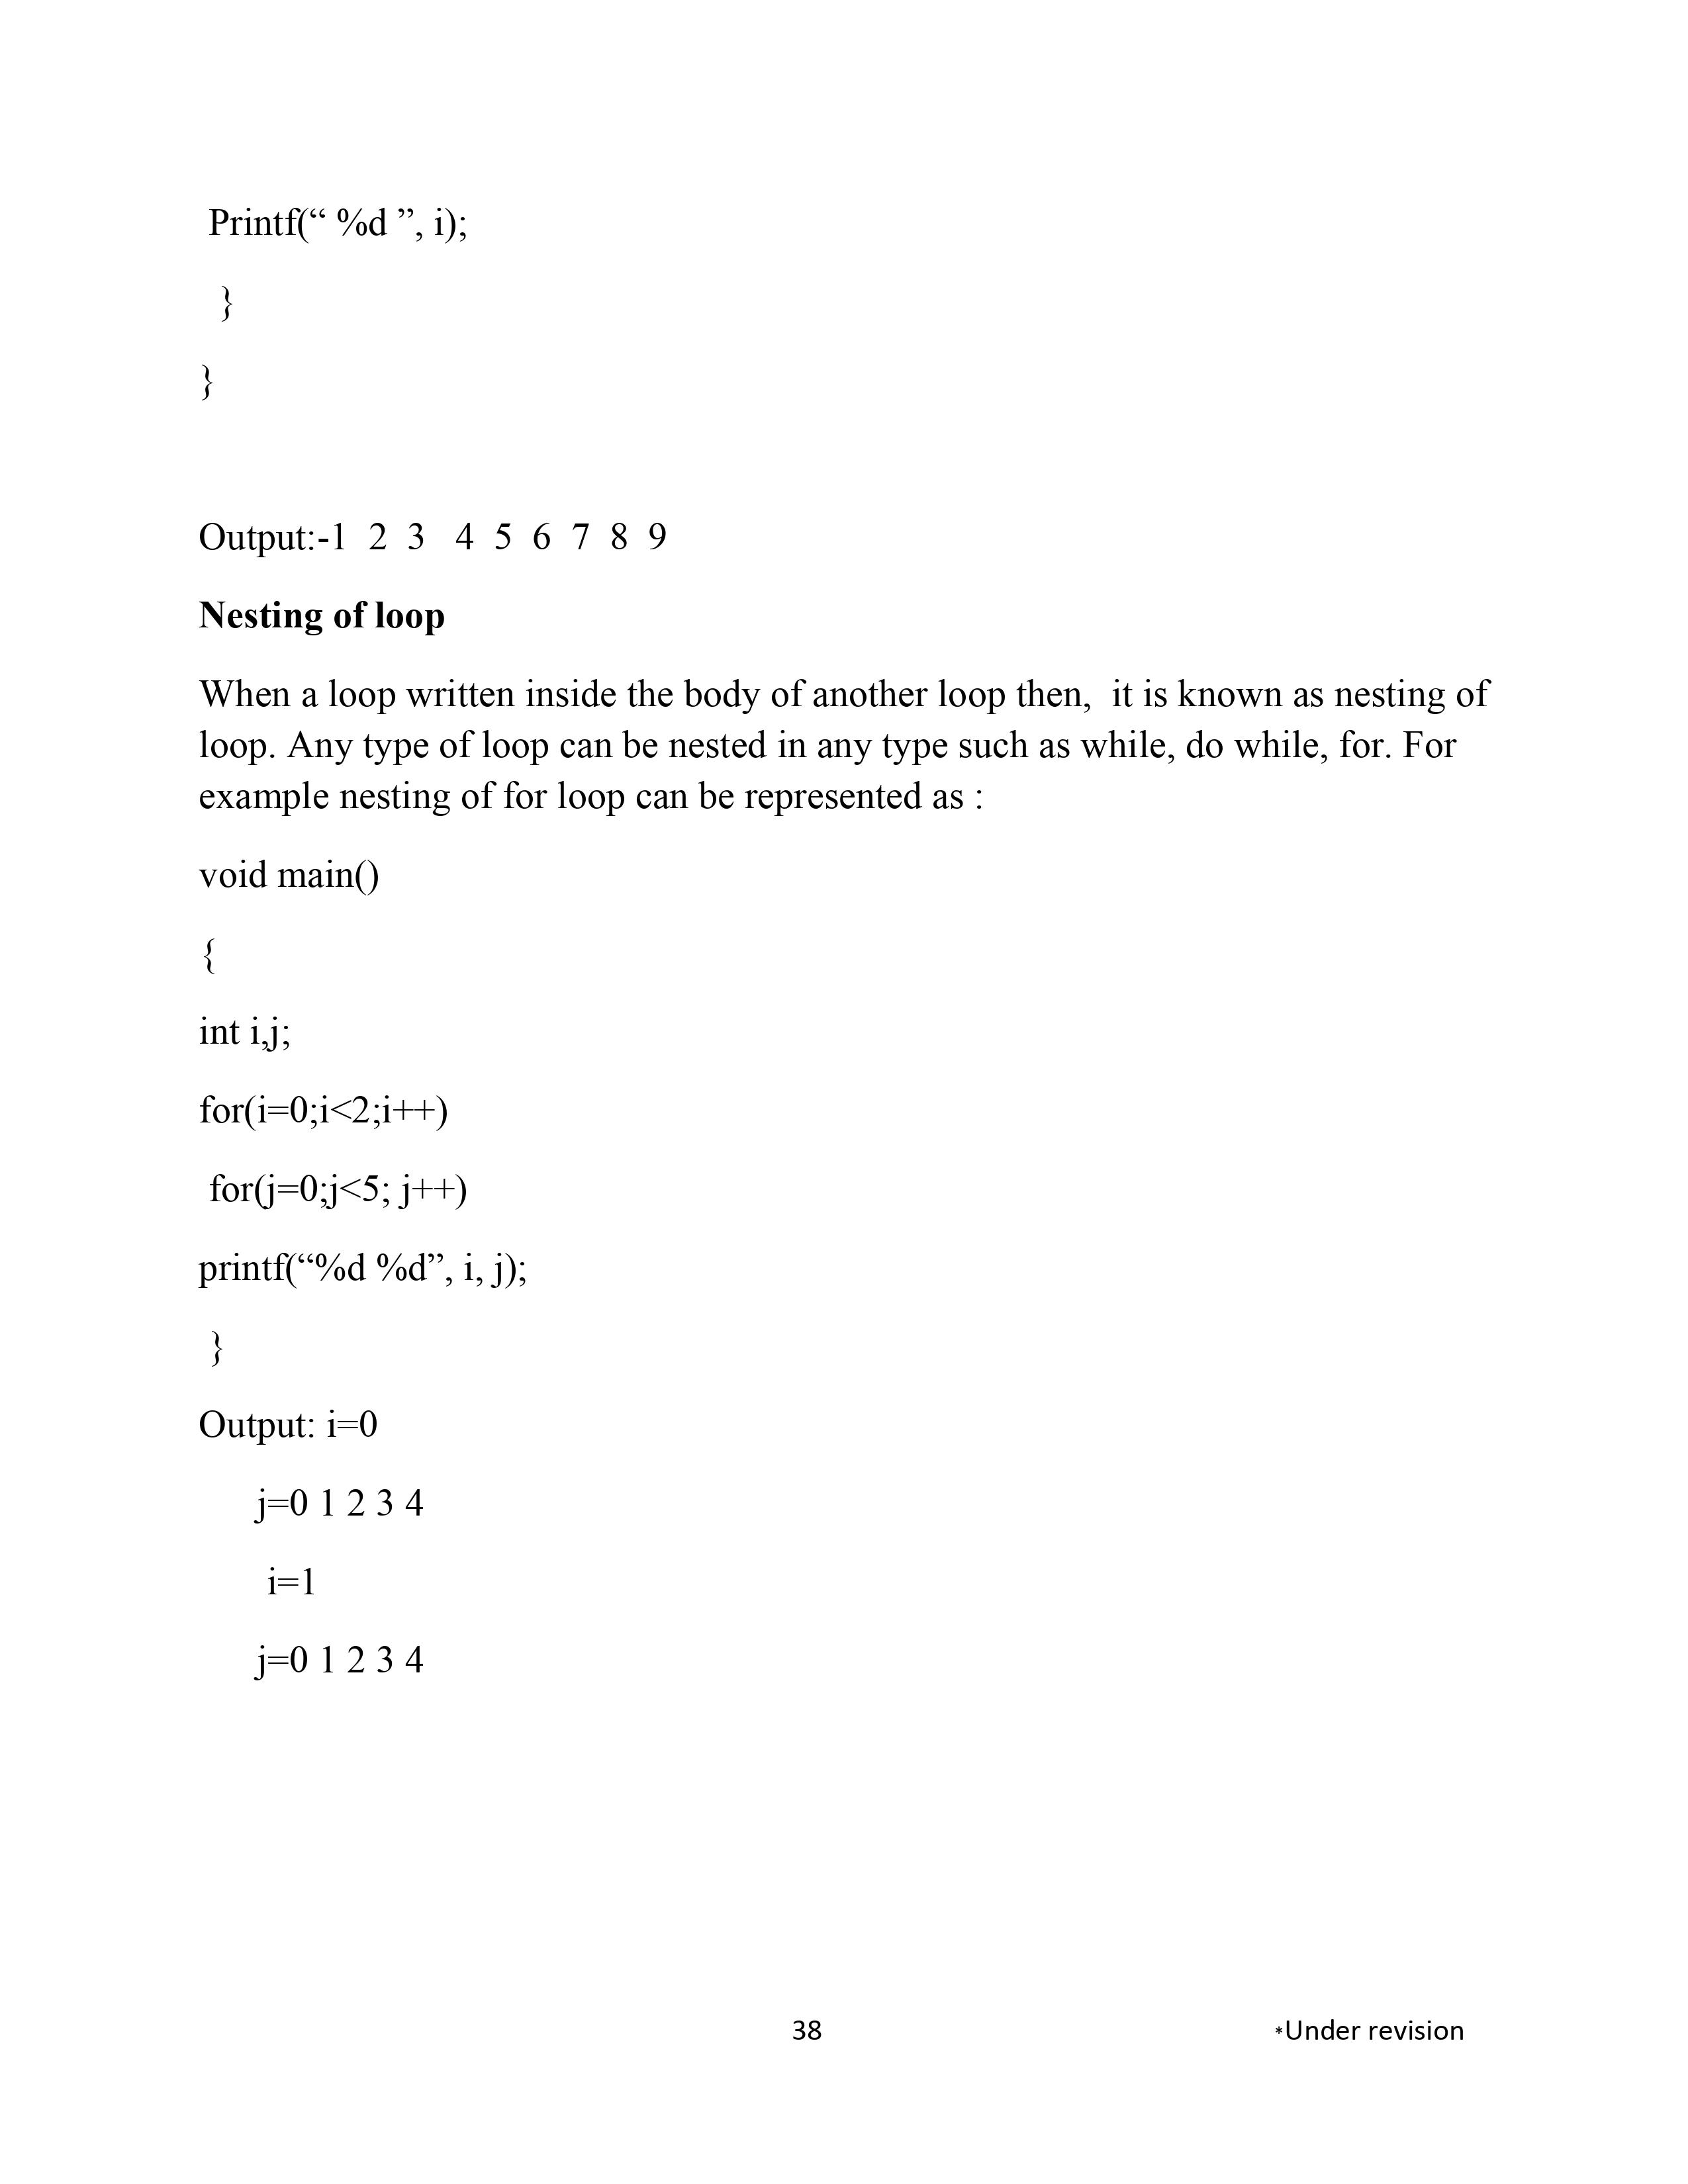 Printf(“ %d ”, i);
}
}
Output:-1 2 3 4 5 6 7 8 9
Nesting of loop
When a loop written inside the body of another loop then, it is known as nesting of
loop. Any type of loop can be nested in any type such as while, do while, for. For
example nesting of for loop can be represented as :
void main()
{
int i,j;
for(i=0;i<2;i++)
for(j=0;j<5; j++)
printf(“%d %d”, i, j);
}
Output: i=0
j=0 1 2 3 4
i=1
j=0 1 2 3 4
38 *Under revision